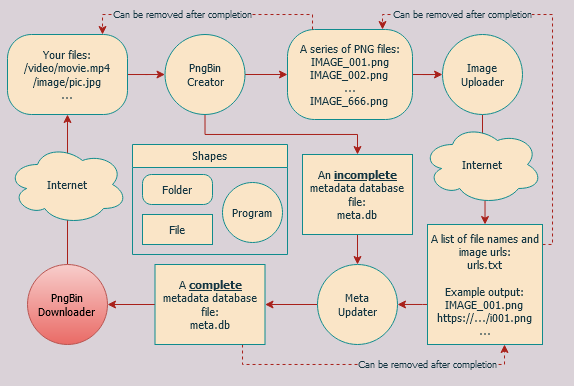 Can be removed after completion
Can be removed after completion
Your files:
/video/movie.mp4
/image/pic.jpg
...
PngBin
Creator
A series of PNG files:
IMAGE_001.png
IMAGE_002.png
...
IMAGE_666.png
Image
Uploader
Internet
Shapes
Folder
File
Program
An incomplete
metadata database
file:
meta.db
Internet
A list of file names and
image urls:
urls.txt
Example output:
IMAGE_001.png
https://.../i001.png
...
PngBin
Downloader
A complete
metadata database
file:
meta.db
Meta
Updater
Can be removed after completion